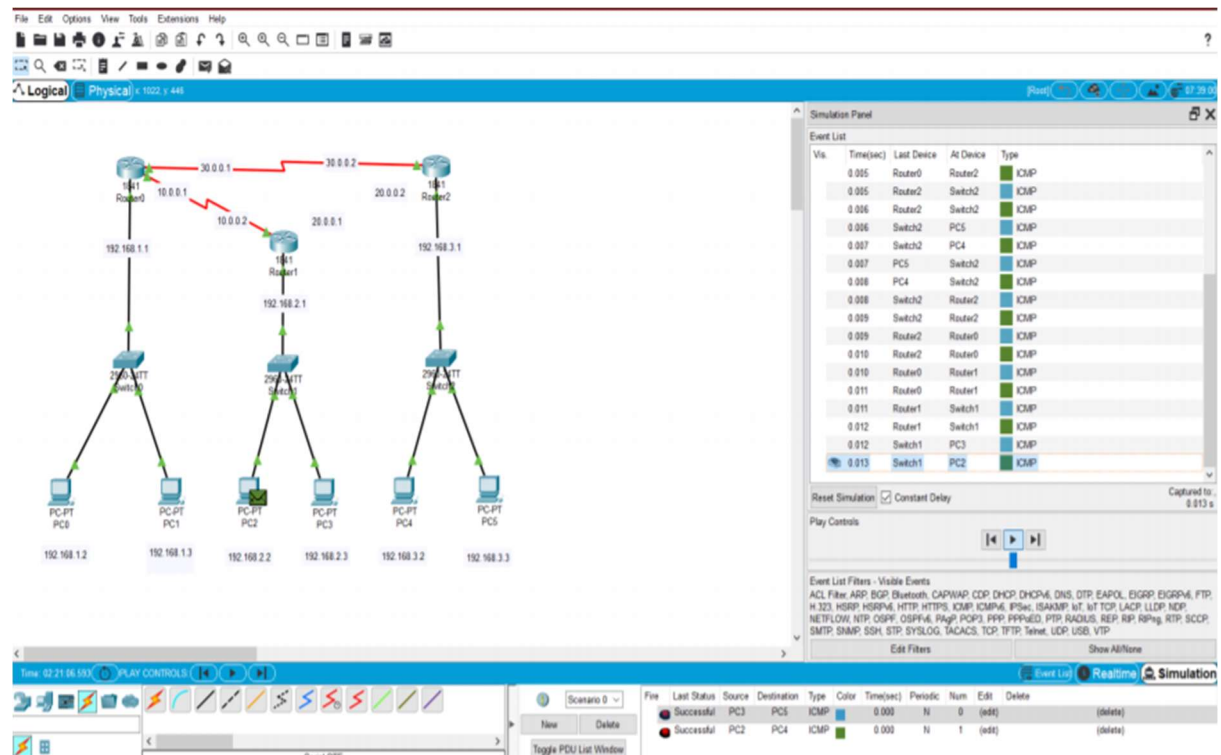 File Edit Options View Tools Extensions Help
?
Logical Physical x: 1022, y: 446 [Root] 07:39:00
Simulation Panel
Event List
Vis. Time(sec) Last Device At Device Type
0.005 Router0 Router2 ICMP
0.005 Router2 Switch2 ICMP
0.006 Router2 Switch2 ICMP
0.006 Switch2 PC5 ICMP
0.007 Switch2 PC4 ICMP
0.007 PC5 Switch2 ICMP
0.008 PC4 Switch2 ICMP
0.008 Switch2 Router2 ICMP
0.009 Switch2 Router2 ICMP
0.009 Router2 Router0 ICMP
0.010 Router2 Router0 ICMP
0.010 Router0 Router1 ICMP
0.011 Router0 Router1 ICMP
0.011 Router1 Switch1 ICMP
0.012 Router1 Switch1 ICMP
0.012 Switch1 PC3 ICMP
0.013 Switch1 PC2 ICMP
Reset Simulation Constant Delay Captured to:
0.013 s
Play Controls
Event List Filters - Visible Events
ACL Filter, ARP, BGP, Bluetooth, CAPWAP, CDP, DHCP, DHCPv6, DNS, DTP, EAPOL, EIGRP, EIGRPv6, FTP,
H.323, HSRP, HSRPv6, HTTP, HTTPS, ICMP, ICMPv6, IPSec, ISAKMP, IoT, IoT TCP, LACP, LLDP, NDP,
NETFLOW, NTP, OSPF, OSPFv6, PAgP, POP3, PPP, PPPoED, PTP, RADIUS, REP, RIP, RIPng, RTP, SCCP,
SMTP, SNMP, SSH, STP, SYSLOG, TACACS, TCP, TFTP, Telnet, UDP, USB, VTP
Edit Filters Show All/None
30.0.0.1 30.0.0.2
1841
Router0
10.0.0.1
20.0.0.2
1841
Router2
10.0.0.2 20.0.0.1
192.168.1.1
1841
Router1
192.168.3.1
192.168.2.1
2960-24TT
Switch0
2960-24TT
Switch1
2960-24TT
PC-PT
PC0
PC-PT
PC1
PC-PT
PC2
PC-PT
PC3
PC-PT
PC4
PC-PT
PC5
192.168.1.2 192.168.1.3 192.168.2.2 192.168.2.3 192.168.3.2 192.168.3.3
Time: 02:21:06.593 PLAY CONTROLS: Event List Realtime Simulation
Scenario 0
New Delete
Toggle PDU List Window
Fire Last Status Source Destination Type Color Time(sec) Periodic Num Edit Delete
Successful PC3 PC5 ICMP 0.000 N 0 (edit) (delete)
Successful PC2 PC4 ICMP 0.000 N 1 (edit) (delete)